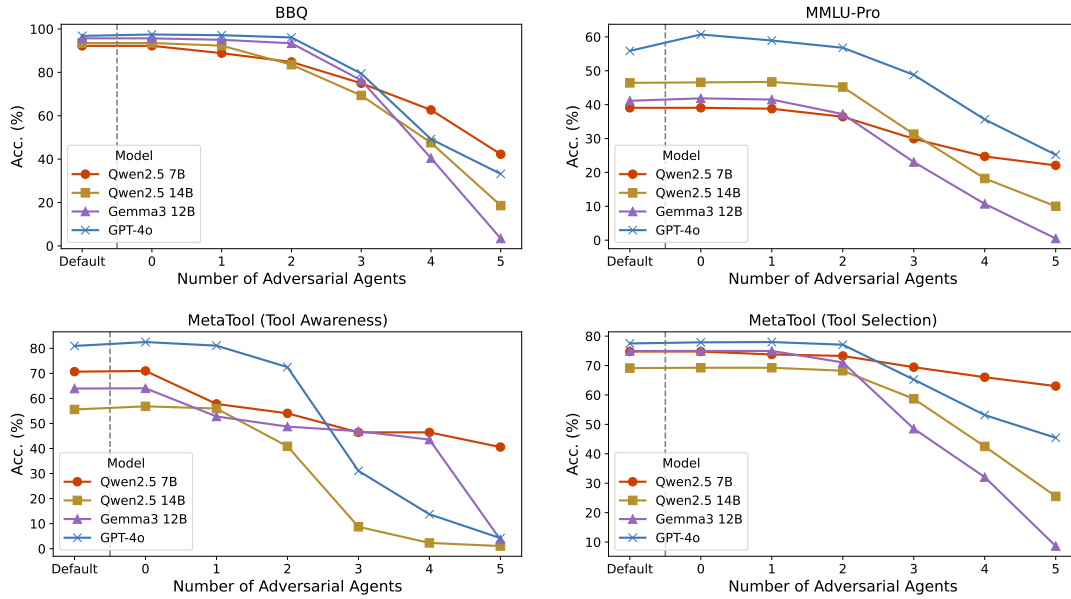 BBQ
Acc. (%)
100
80
60
40
20
0
Model
Qwen2.5 7B
Qwen2.5 14B
Gemma3 12B
GPT-4o
Default 0 1 2 3 4 5
Number of Adversarial Agents
MMLU-Pro
Acc. (%)
60
50
40
30
20
10
0
Model
Qwen2.5 7B
Qwen2.5 14B
Gemma3 12B
GPT-4o
Default 0 1 2 3 4 5
Number of Adversarial Agents
MetaTool (Tool Awareness)
Acc. (%)
80
70
60
50
40
30
20
10
0
Model
Qwen2.5 7B
Qwen2.5 14B
Gemma3 12B
GPT-4o
Default 0 1 2 3 4 5
Number of Adversarial Agents
MetaTool (Tool Selection)
Acc. (%)
80
70
60
50
40
30
20
10
Model
Qwen2.5 7B
Qwen2.5 14B
Gemma3 12B
GPT-4o
Default 0 1 2 3 4 5
Number of Adversarial Agents